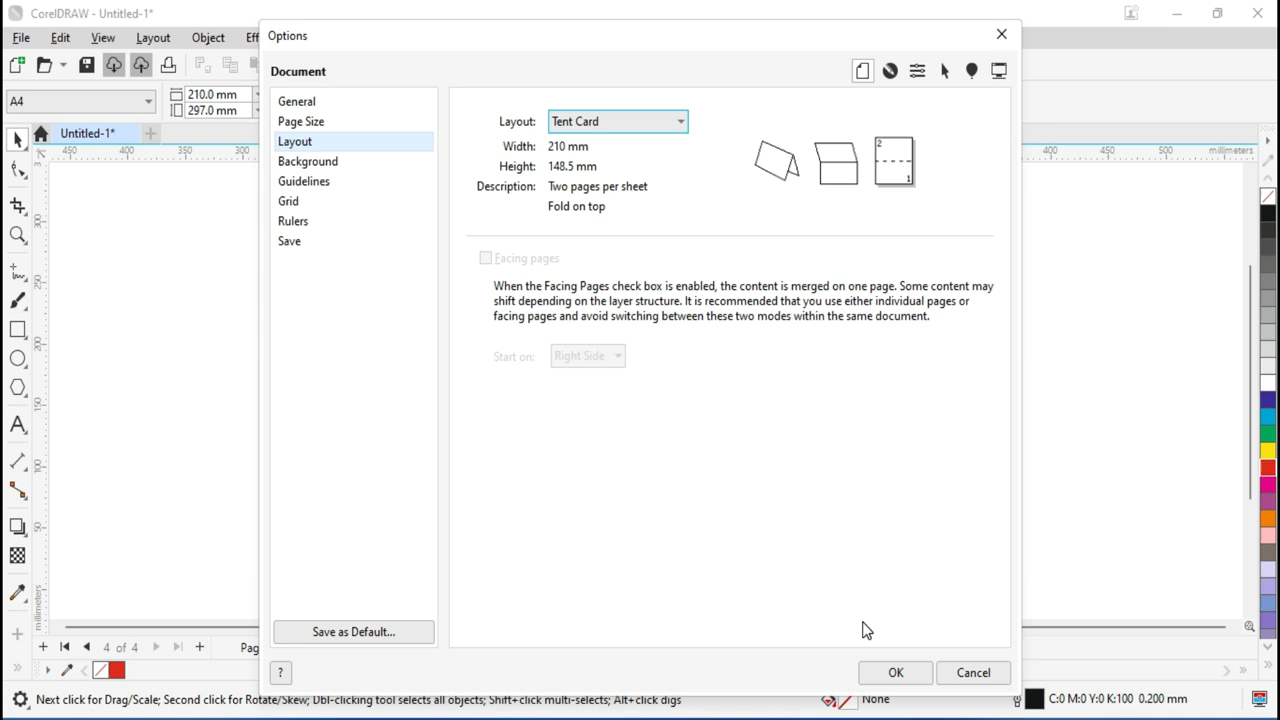 CorelDRAW - Untitled-1*
File Edit View Layout Object Eff
A4
210.0 mm
297.0 mm
Untitled-1*
450 400 350 300
400 450 500 millimeters
300
250
200
150
100
50
millimeters
4 of 4
Pag
Options
Document
General
Page Size
Layout
Background
Guidelines
Grid
Rulers
Save
Save as Default...
Layout: Tent Card
Width: 210 mm
Height: 148.5 mm
Description: Two pages per sheet
Fold on top
2
1
Facing pages
When the Facing Pages check box is enabled, the content is merged on one page. Some content may
shift depending on the layer structure. It is recommended that you use either individual pages or
facing pages and avoid switching between these two modes within the same document.
Start on: Right Side
?
OK
Cancel
Next click for Drag/Scale; Second click for Rotate/Skew; Dbl-clicking tool selects all objects; Shift+click multi-selects; Alt+click digs
None
C:0 M:0 Y:0 K:100 0.200 mm